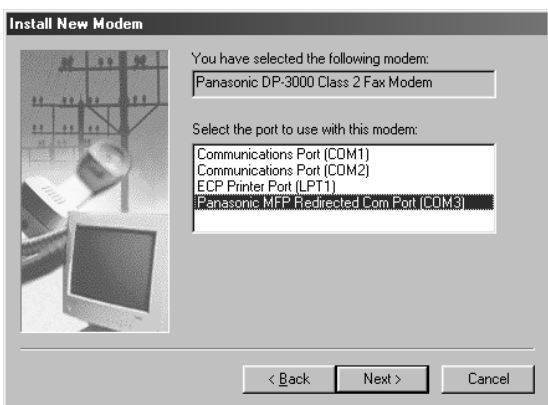 Install New Modem
You have selected the following modem:
Panasonic DP-3000 Class 2 Fax Modem
Select the port to use with this modem:
Communications Port (COM1)
Communications Port (COM2)
ECP Printer Port (LPT1)
Panasonic MFP Redirected Com Port (COM3)
< Back
Next >
Cancel